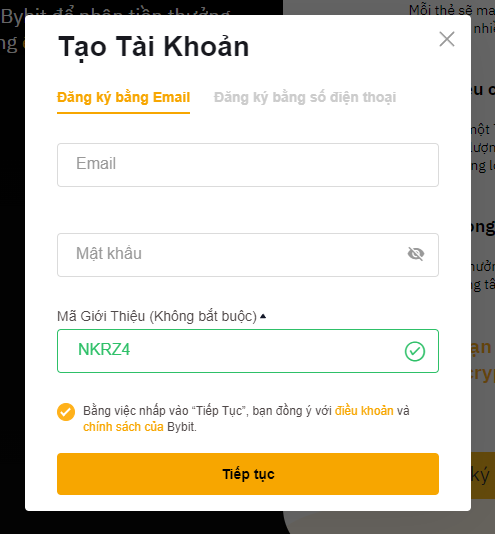 Bybit để nhận tiền thưởng
Mỗi thẻ sẽ
Tạo Tài Khoản
Đăng ký bằng Email
Đăng ký bằng số điện thoại
Email
Mật khẩu
Mã Giới Thiệu (Không bắt buộc)
NKRZ4
Bằng việc nhấp vào “Tiếp Tục”, bạn đồng ý với điều khoản và
chính sách của Bybit.
Tiếp tục